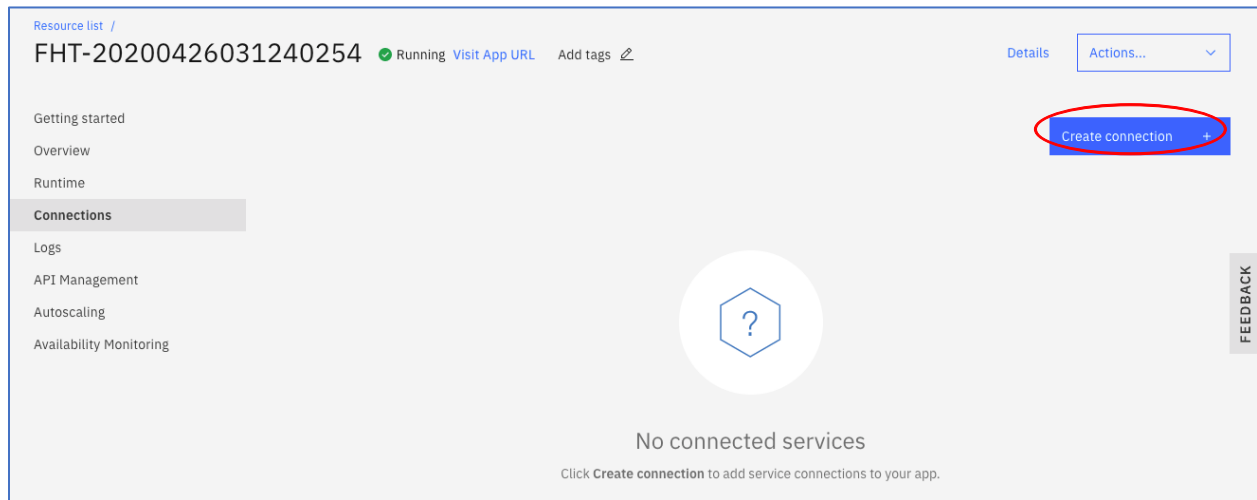 Resource list /
FHT-20200426031240254 Running Visit App URL Add tags
Details Actions...
Getting started
Create connection +
Overview
Runtime
Connections
Logs
API Management
Autoscaling
Availability Monitoring
FEEDBACK
?
No connected services
Click Create connection to add service connections to your app.